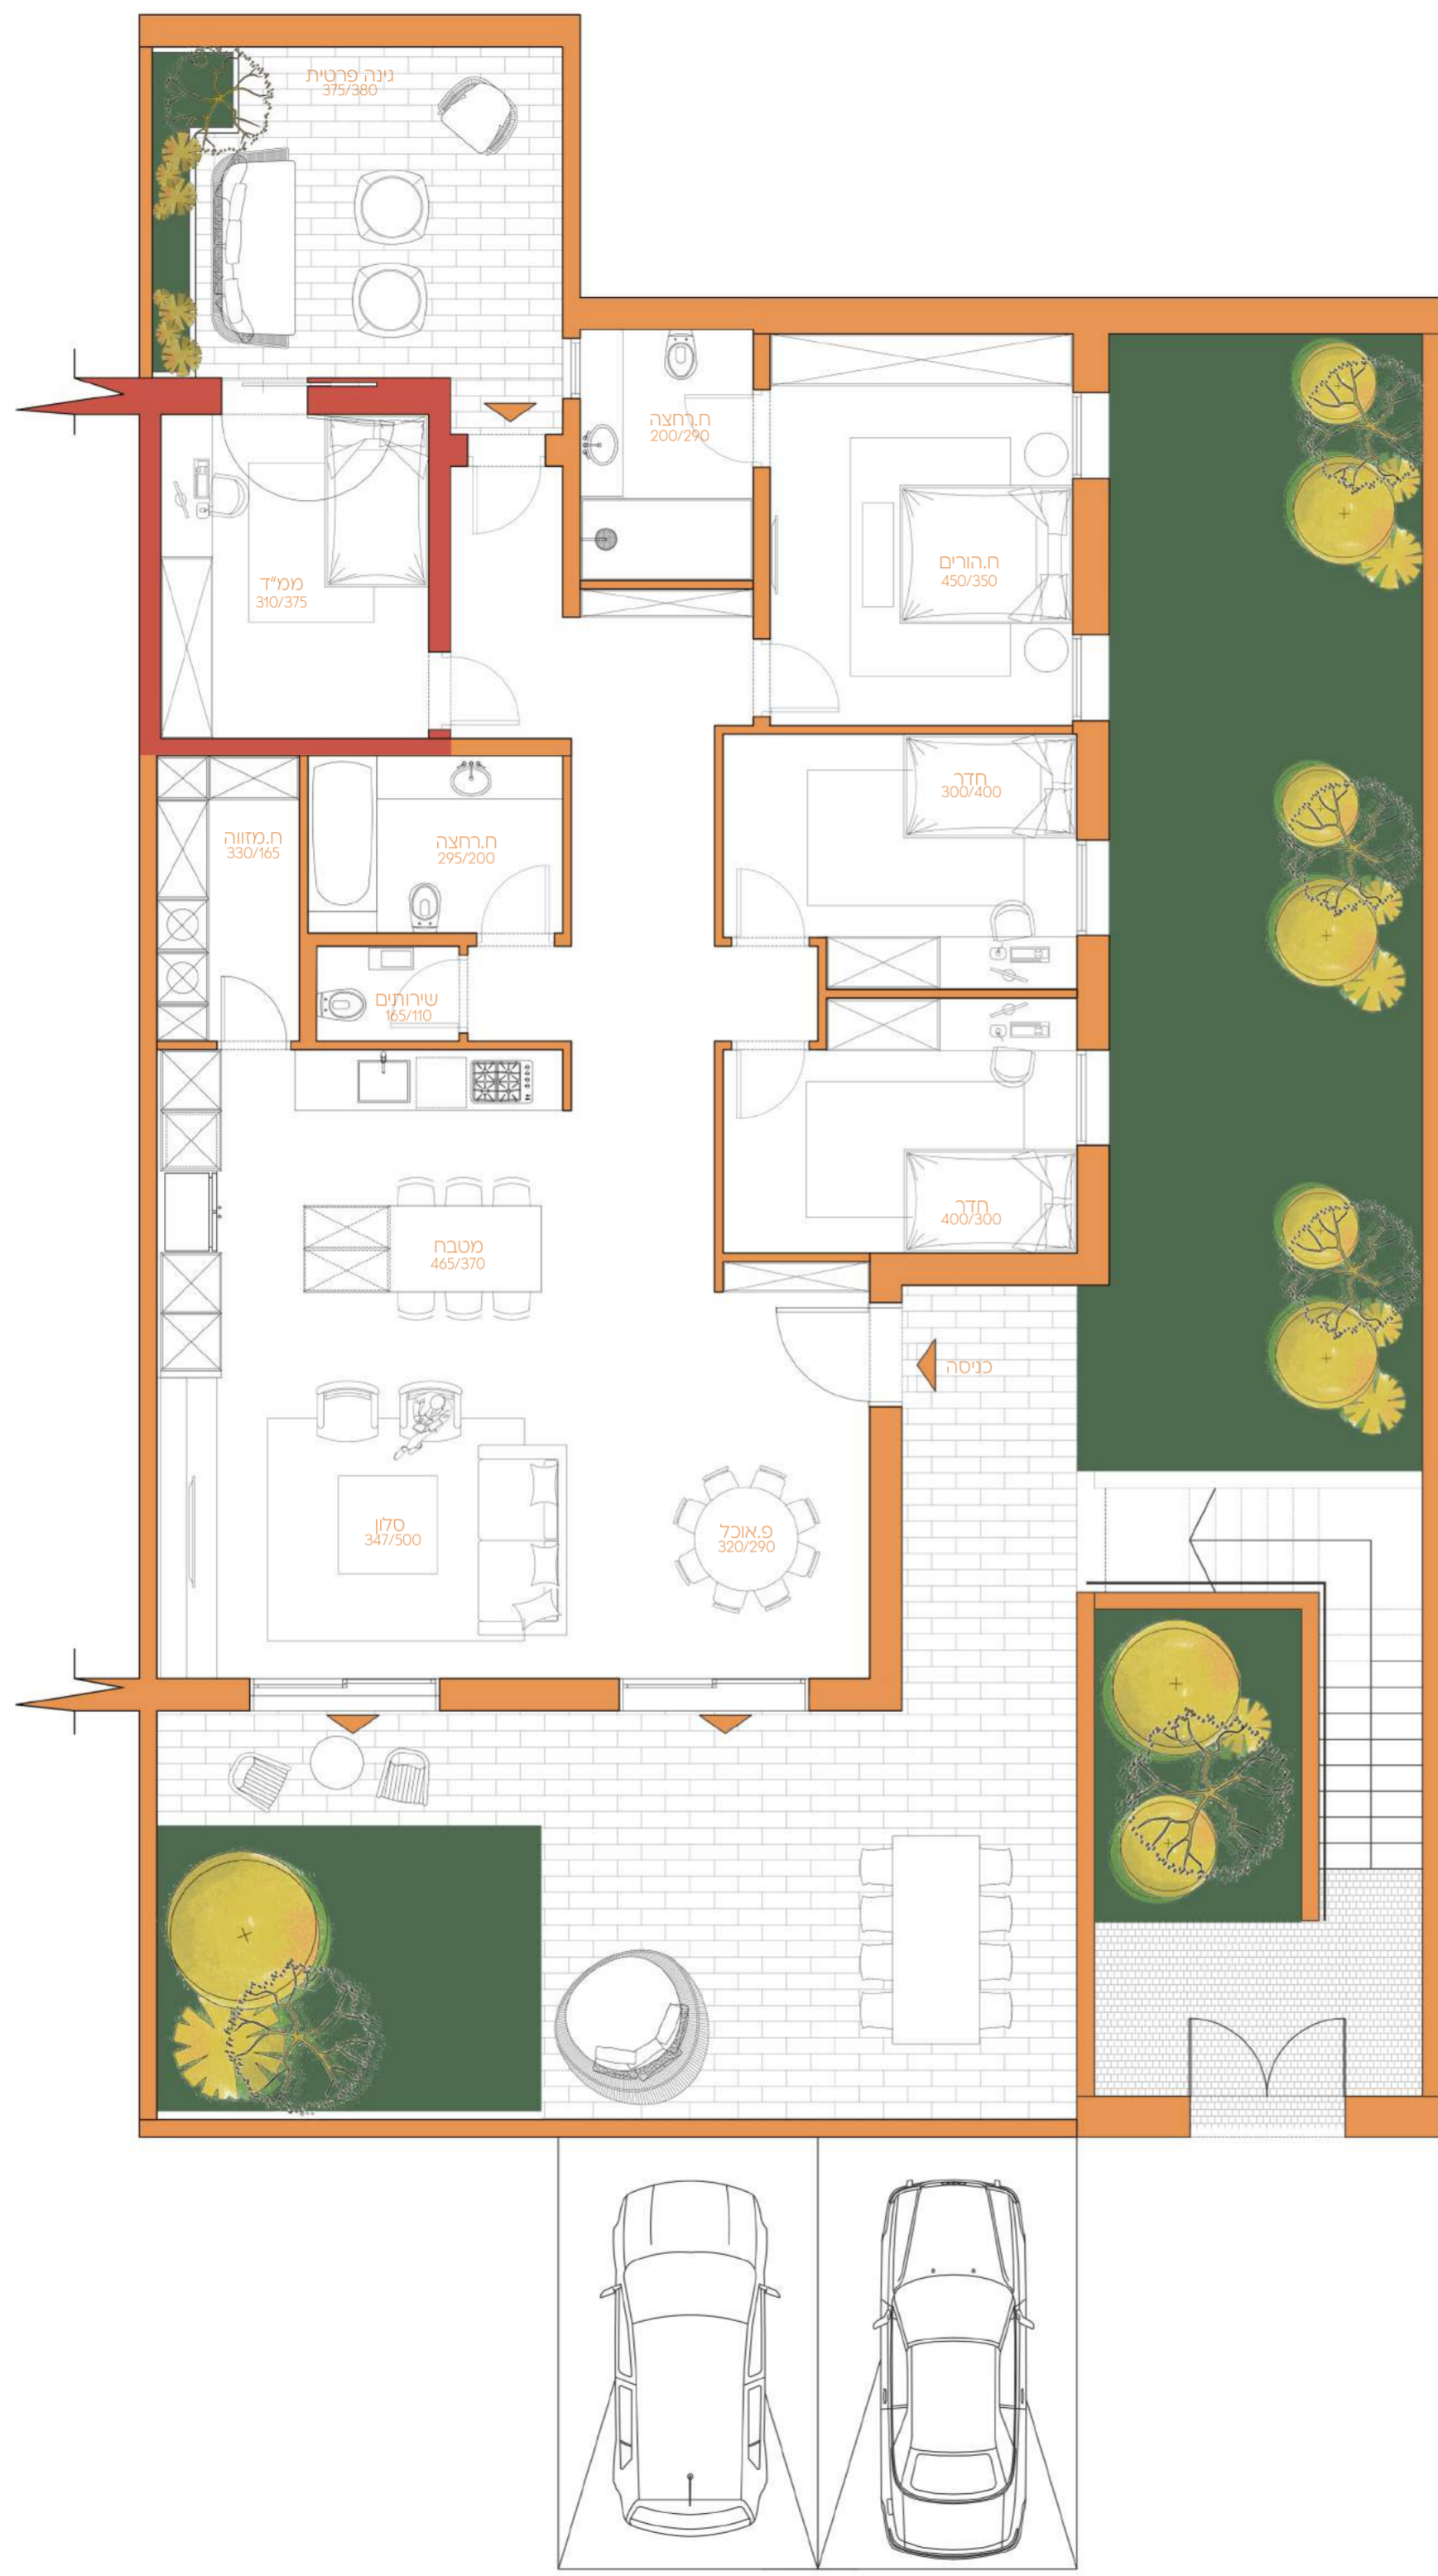 גינה פרטית
375/380
ח.רחצה
200/290
ח.הורים
450/350
ממ"ד
310/375
חדר
300/400
ח.מזווה
330/165
ח.רחצה
295/200
שירותים
165/110
חדר
400/300
מטבח
465/370
כניסה
סלון
347/500
פ.אוכל
320/290